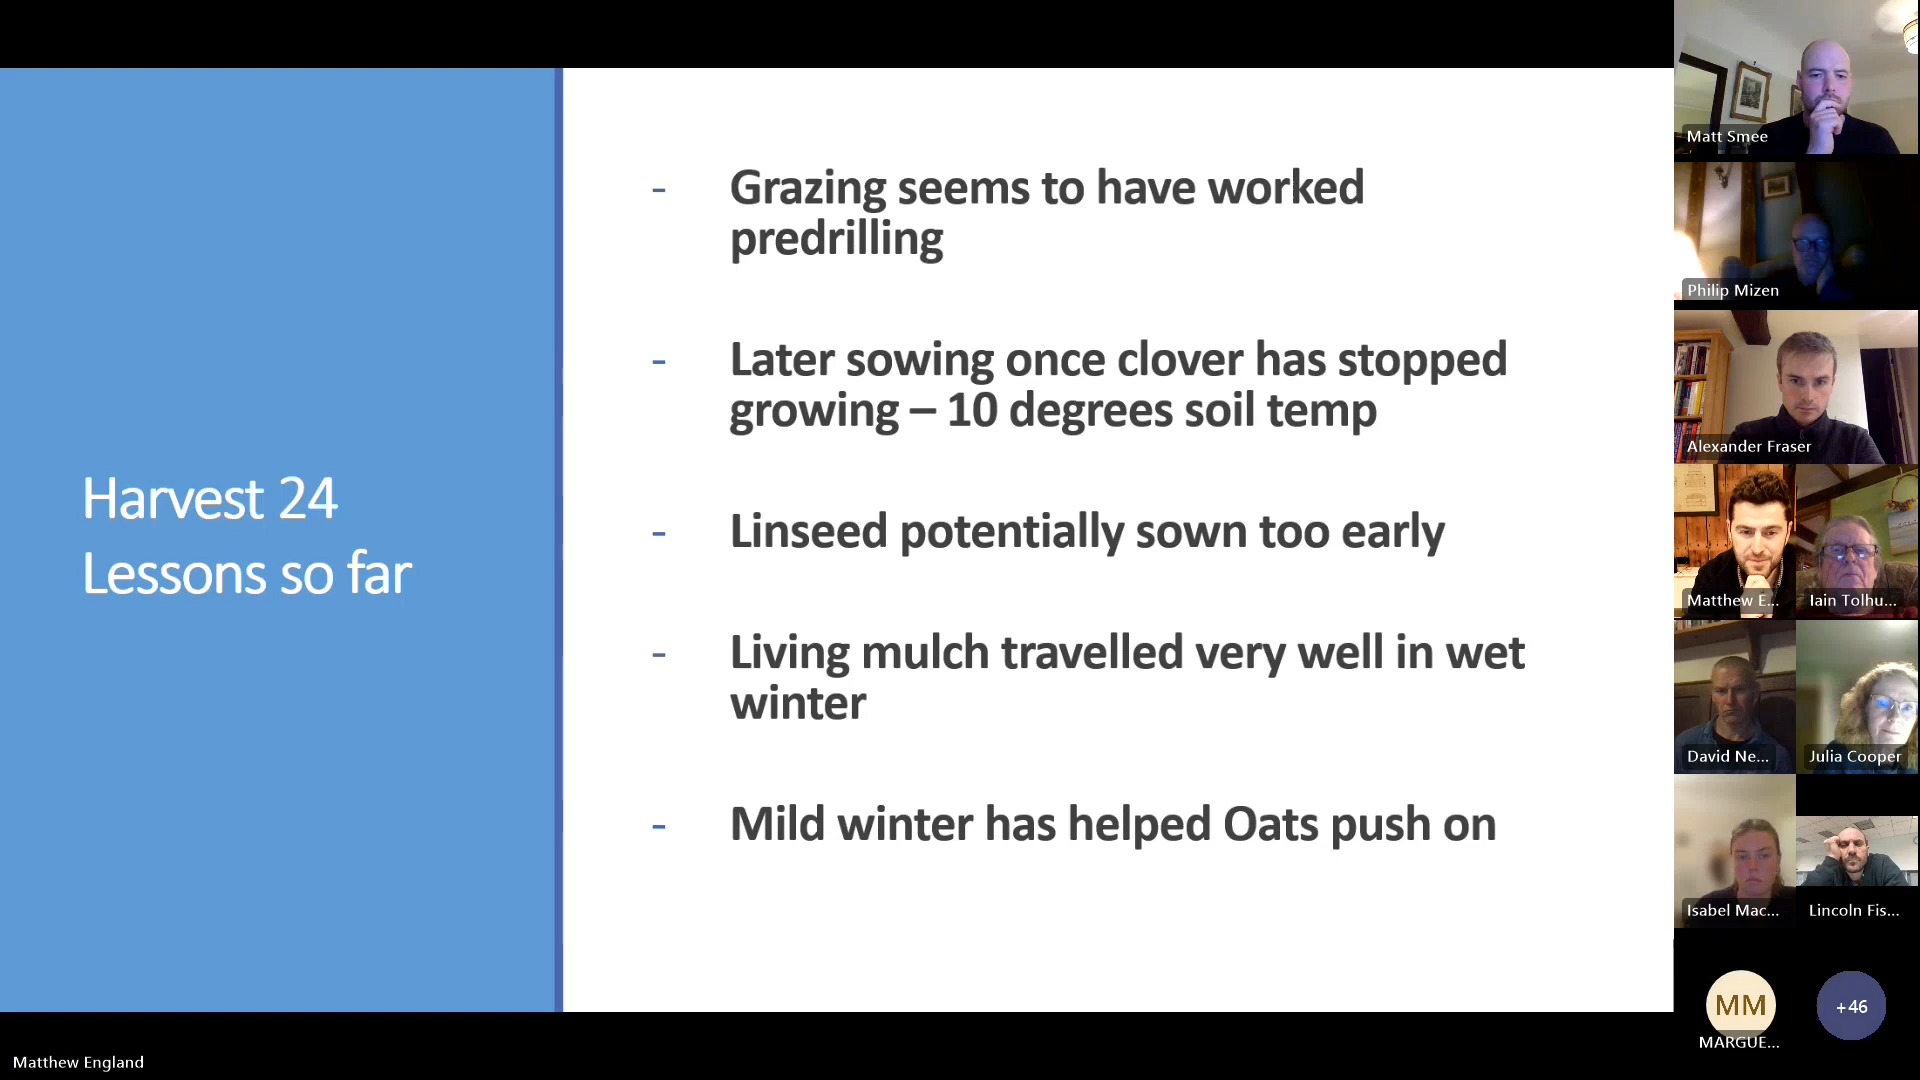 Harvest 24
Lessons so far
- Grazing seems to have worked
predrilling
- Later sowing once clover has stopped
growing – 10 degrees soil temp
- Linseed potentially sown too early
- Living mulch travelled very well in wet
winter
- Mild winter has helped Oats push on
Matt Smee
Philip Mizen
Alexander Fraser
Matthew E...
Iain Tolhu...
David Ne...
Julia Cooper
Isabel Mac...
Lincoln Fis...
MM
+46
MARGUE...
Matthew England